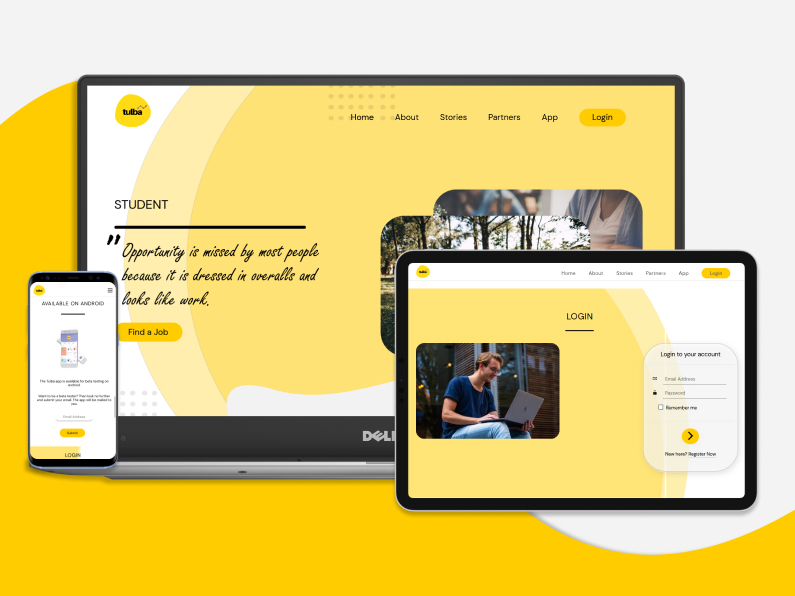 tulba
Home About Stories Partners App Login
STUDENT
"Opportunity is missed by most people
because it is dressed in overalls and
looks like work.
Find a Job
DELL
tulba
AVAILABLE ON ANDROID
The Tulba app is available for beta testing on
android
Want to be a beta tester? Then look no further
and submit your email. The app will be mailed to
you.
Email Address
Submit
LOGIN
tulba
Home About Stories Partners App Login
LOGIN
Login to your account
Email Address
Password
Remember me
New here? Register Now